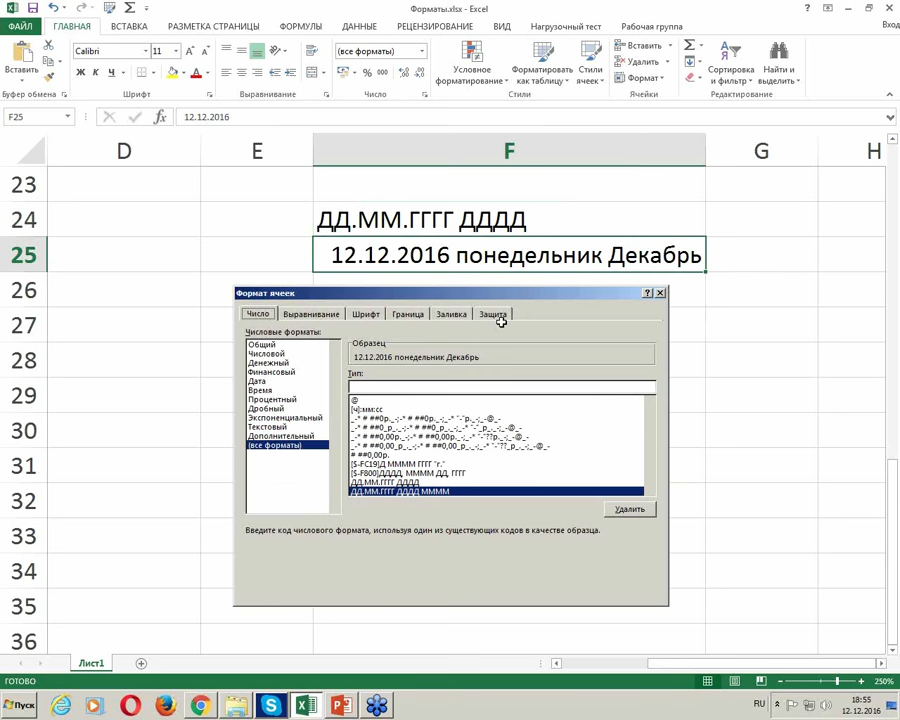 Форматы.xlsx - Excel
ФАЙЛ ГЛАВНАЯ ВСТАВКА РАЗМЕТКА СТРАНИЦЫ ФОРМУЛЫ ДАННЫЕ РЕЦЕНЗИРОВАНИЕ ВИД Нагрузочный тест Рабочая группа Вход
Calibri 11 (все форматы)
Вставить
Ж К Ч
Условное форматирование
Форматировать как таблицу
Стили ячеек
Вставить
Удалить
Формат
Сортировка и фильтр
Найти и выделить
Буфер обмена Шрифт Выравнивание Число Стили Ячейки Редактирование
F25 12.12.2016
D E F G H
23
24 ДД.ММ.ГГГГ ДДДД
25 12.12.2016 понедельник Декабрь
26
27
28
29
30
31
32
33
34
35
36
Формат ячеек
Число Выравнивание Шрифт Граница Заливка Защита
Числовые форматы:
Общий
Числовой
Денежный
Финансовый
Дата
Время
Процентный
Дробный
Экспоненциальный
Текстовый
Дополнительный
(все форматы)
Образец
12.12.2016 понедельник Декабрь
Тип:
@
[ч]:мм:сс
# ##0,00р.
[$-FC19]Д ММММ ГГГГ "г."
[$-F800]ДДДД, ММММ ДД, ГГГГ
ДД.ММ.ГГГГ ДДДД
ДД.ММ.ГГГГ ДДДД ММММ
Удалить
Введите код числового формата, используя один из существующих кодов в качестве образца.
Лист1
ГОТОВО 250%
Пуск RU 18:55
12.12.2016